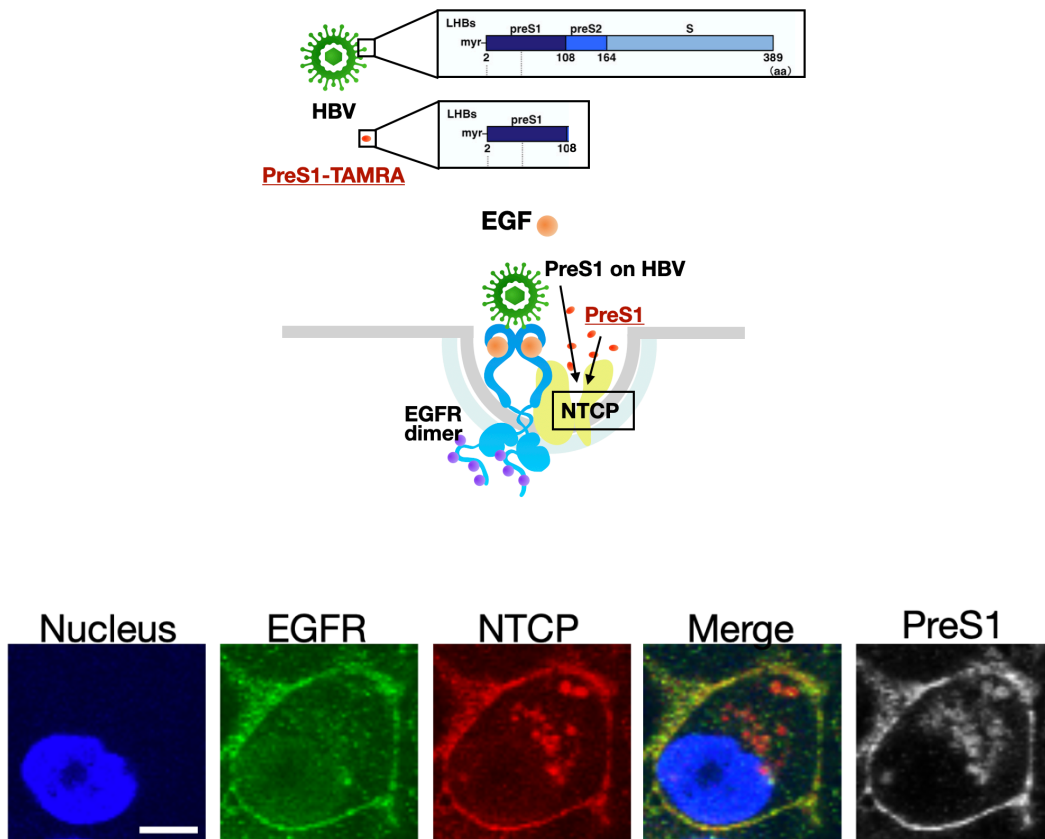 LHBs
preS1 preS2 S
myr-
2 108 164 389
(aa)
HBV
LHBs
preS1
myr-
2 108
PreS1-TAMRA
EGF
PreS1 on HBV
PreS1
NTCP
EGFR
dimer
Nucleus EGFR NTCP Merge PreS1